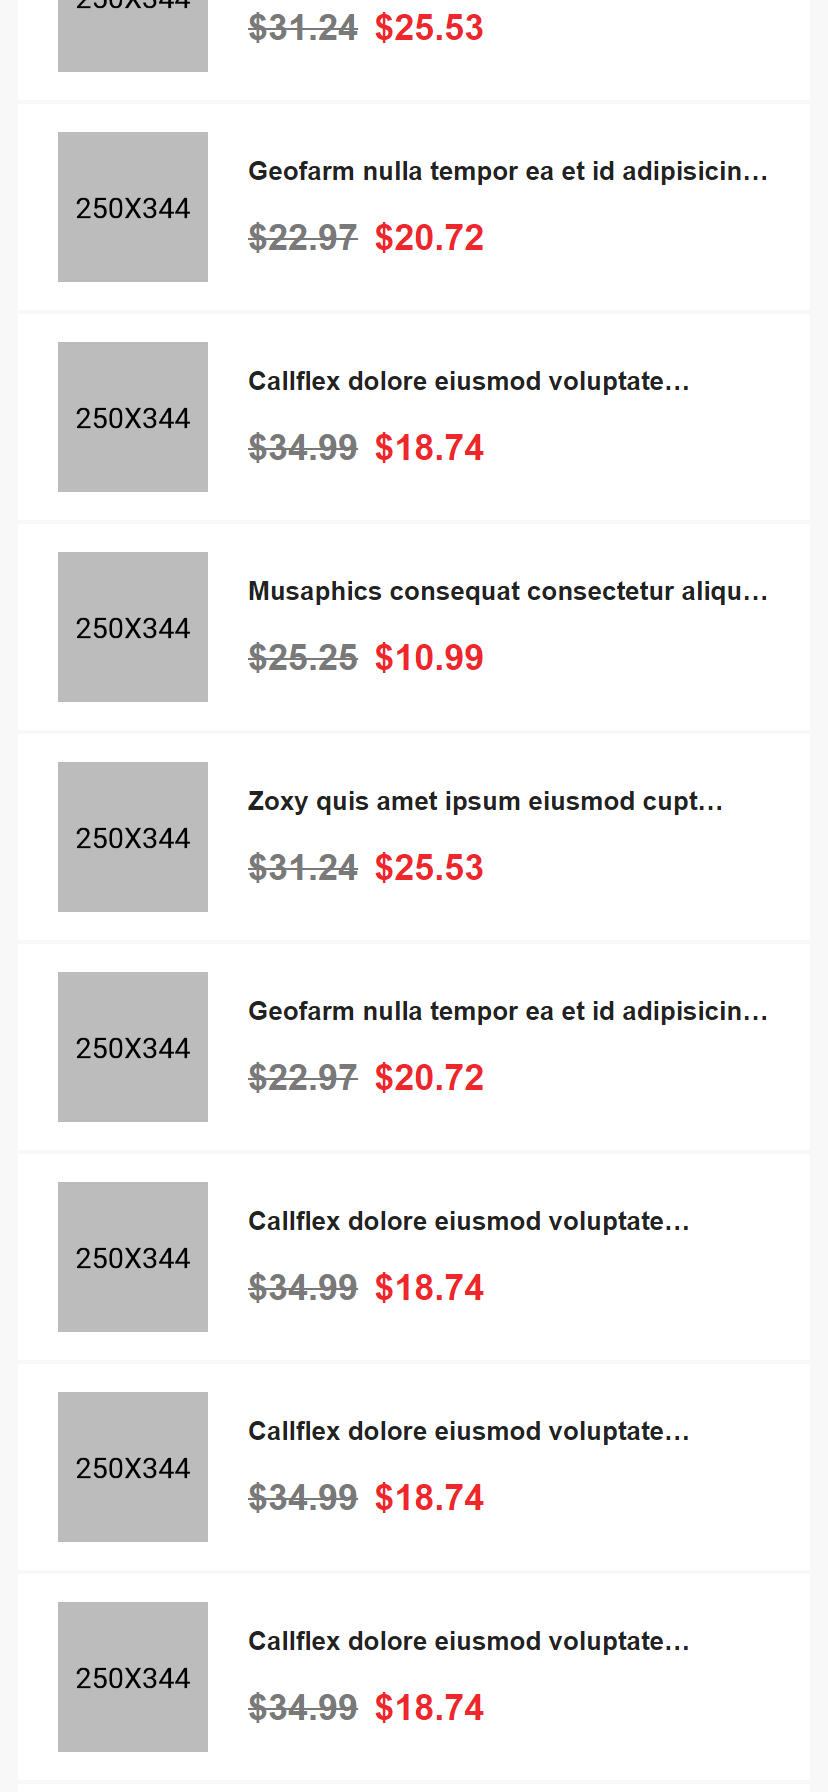 250X344
$31.24 $25.53
Geofarm nulla tempor ea et id adipisicin...
250X344
$22.97 $20.72
Callflex dolore eiusmod voluptate...
250X344
$34.99 $18.74
Musaphics consequat consectetur aliqu...
250X344
$25.25 $10.99
Zoxy quis amet ipsum eiusmod cupt...
250X344
$31.24 $25.53
Geofarm nulla tempor ea et id adipisicin...
250X344
$22.97 $20.72
Callflex dolore eiusmod voluptate...
250X344
$34.99 $18.74
Callflex dolore eiusmod voluptate...
250X344
$34.99 $18.74
Callflex dolore eiusmod voluptate...
250X344
$34.99 $18.74